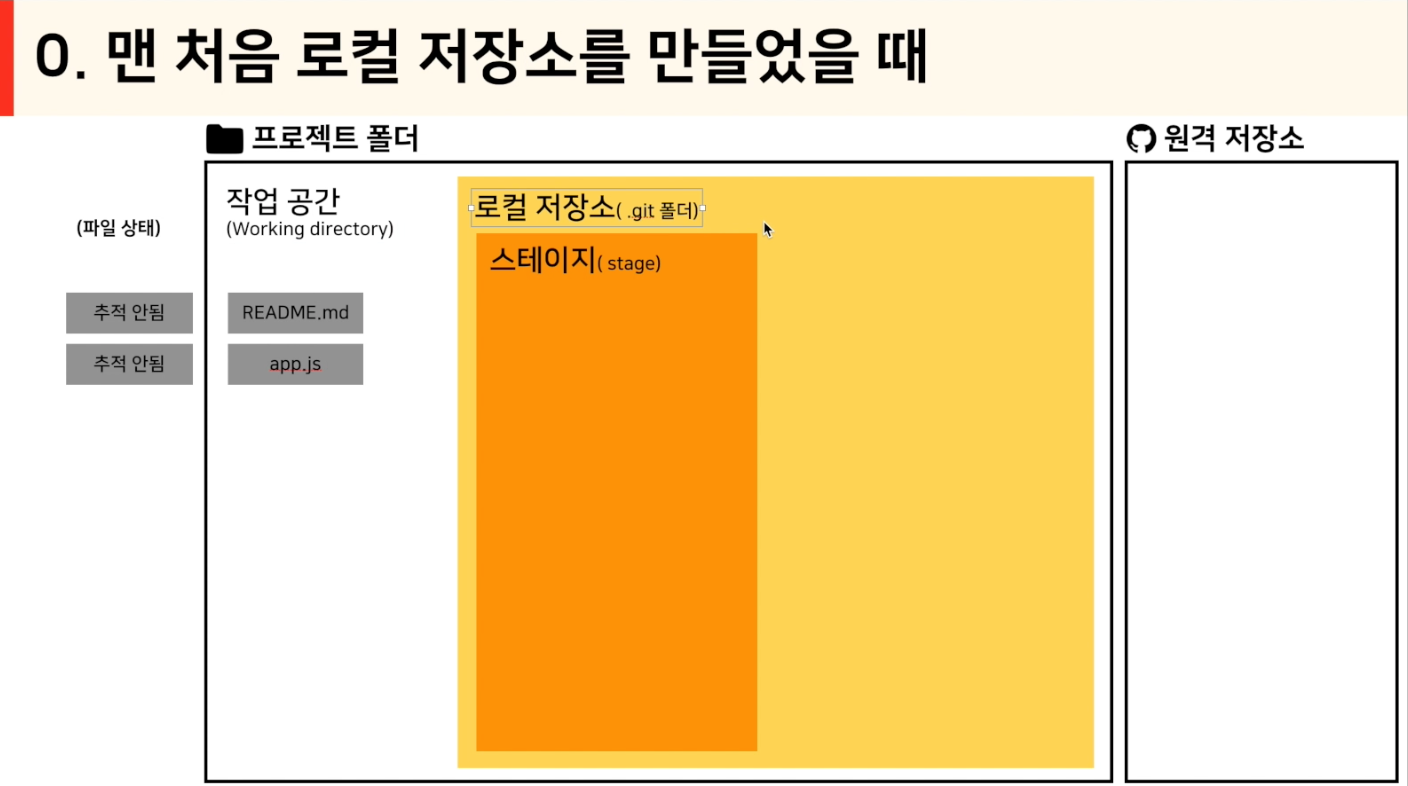 0. 맨 처음 로컬 저장소를 만들었을 때
프로젝트 폴더
원격 저장소
(파일 상태)
작업 공간
(Working directory)
로컬 저장소( .git 폴더)
스테이지( stage)
추적 안됨
README.md
추적 안됨
app.js